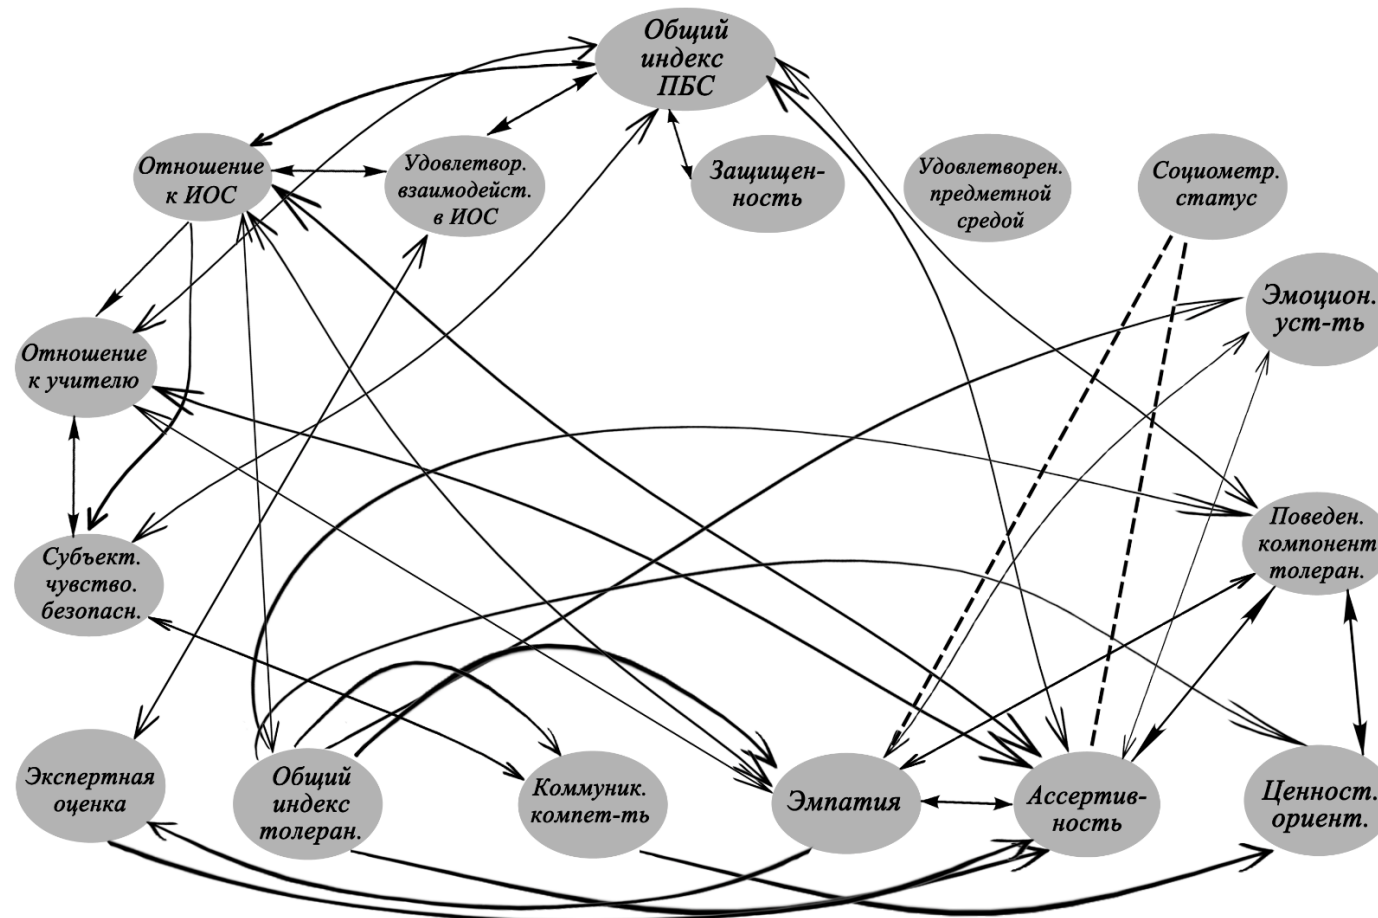 Общий
индекс
ПБС
Отношение
к ИОС
Удовлетвор.
взаимодейст.
в ИОС
Защищен-
ность
Удовлетворен.
предметной
средой
Социометр.
статус
Эмоцион.
уст-ть
Отношение
к учителю
Поведен.
компонент
толеран.
Субъект.
чувство.
безопасн.
Экспертная
оценка
Общий
индекс
толеран.
Коммуник.
компет-ть
Эмпатия
Ассертив-
ность
Ценност.
ориент.